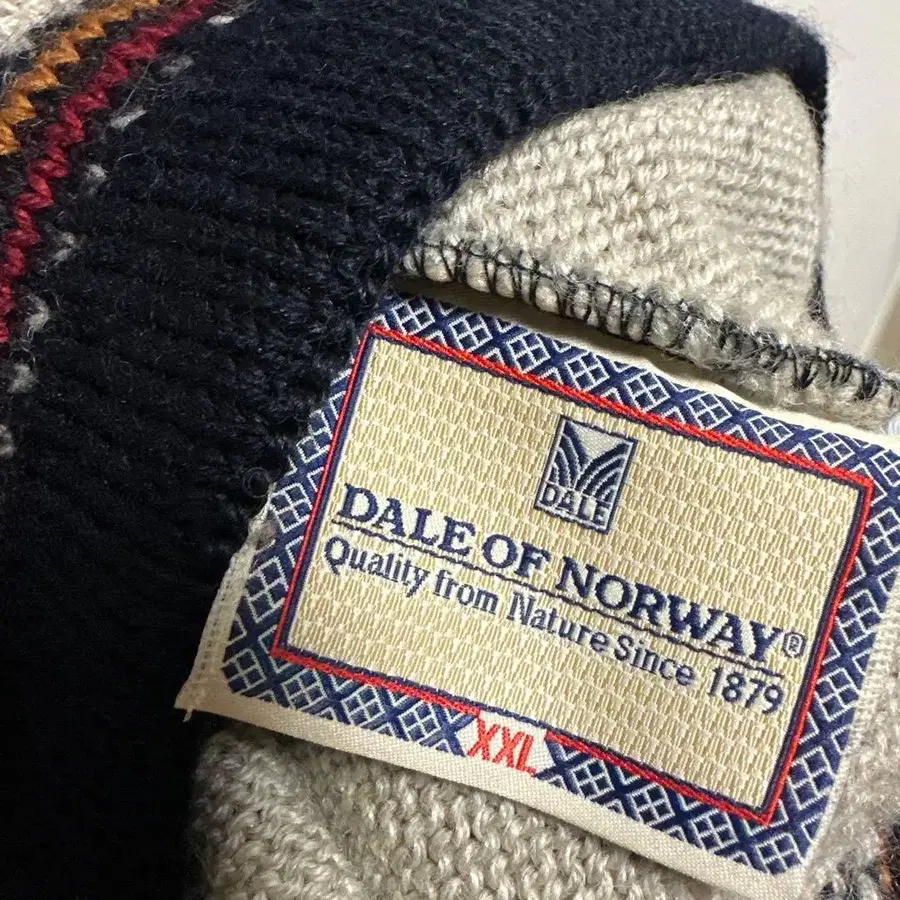 DALE
DALE OF NORWAY®
Quality from Nature Since 1879
XXL